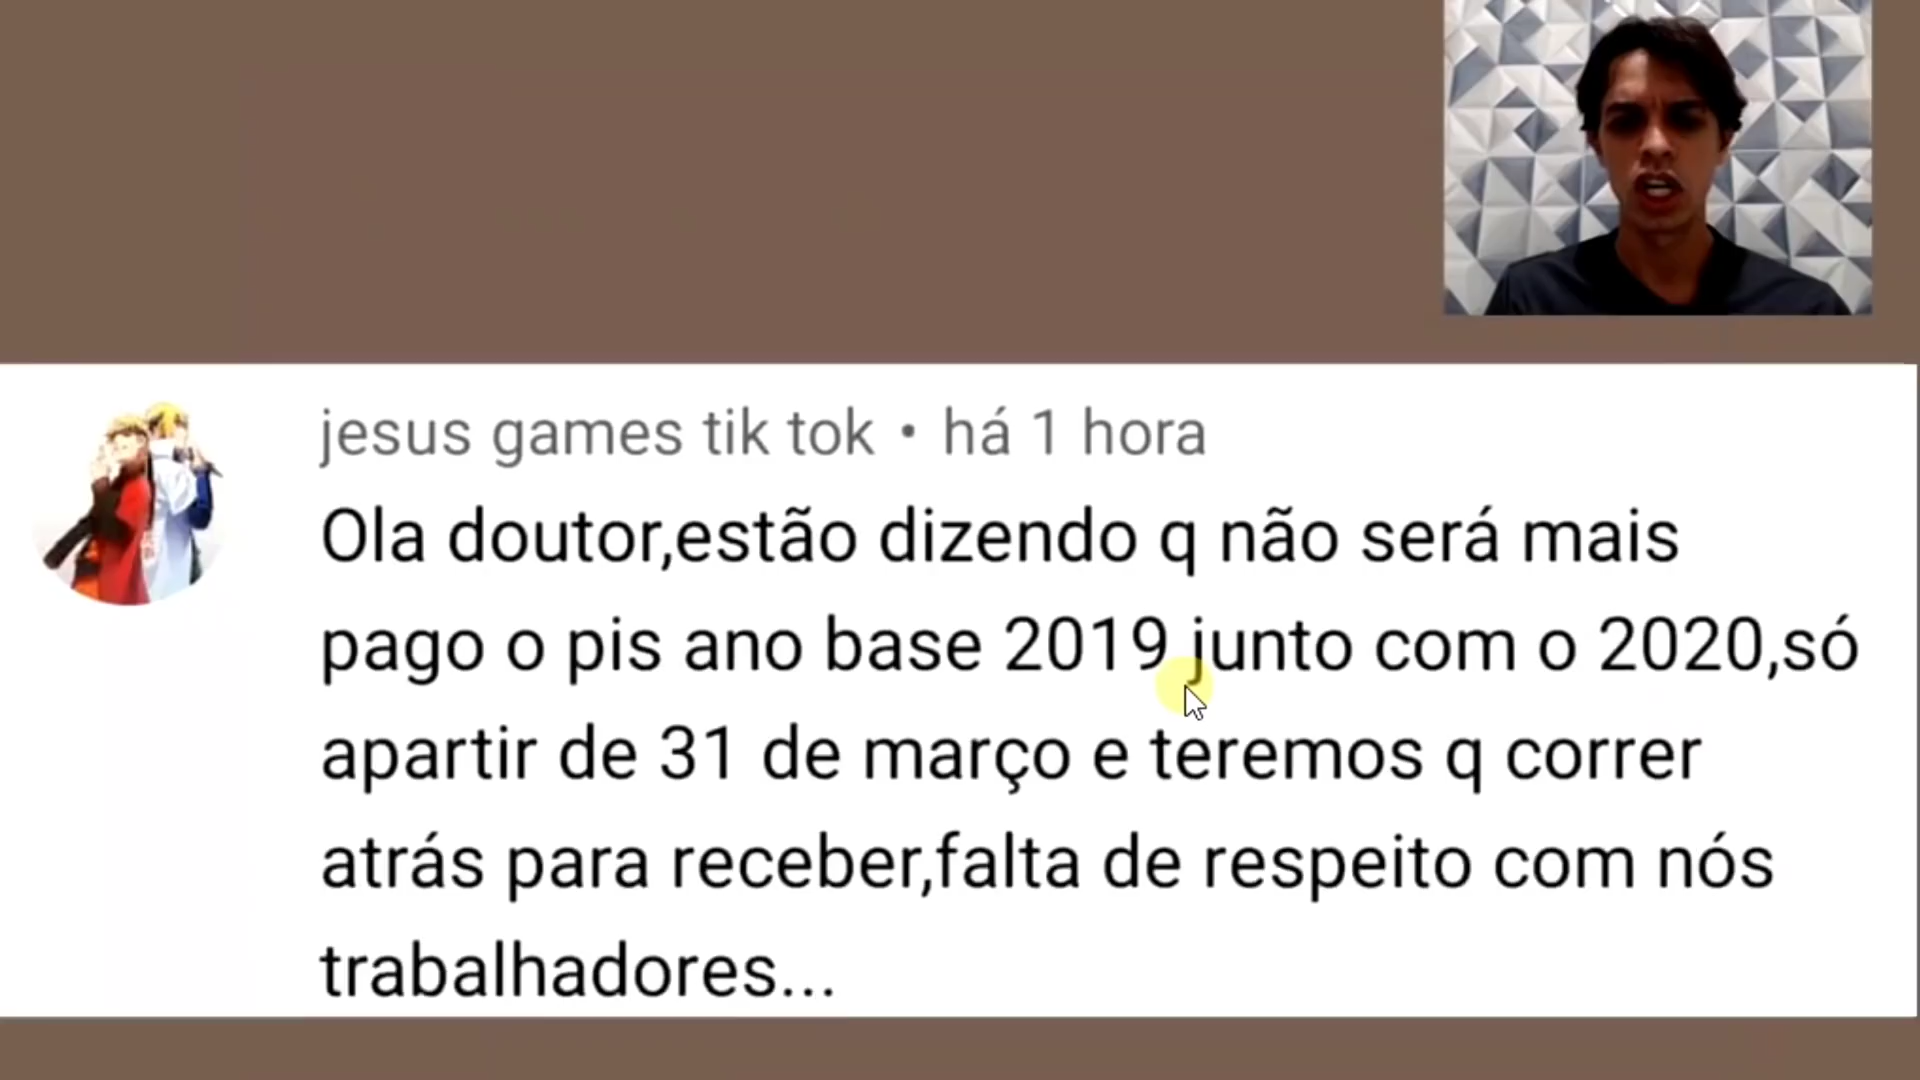 jesus games tik tok • há 1 hora
Ola doutor,estão dizendo q não será mais
pago o pis ano base 2019 junto com o 2020,só
apartir de 31 de março e teremos q correr
atrás para receber,falta de respeito com nós
trabalhadores...